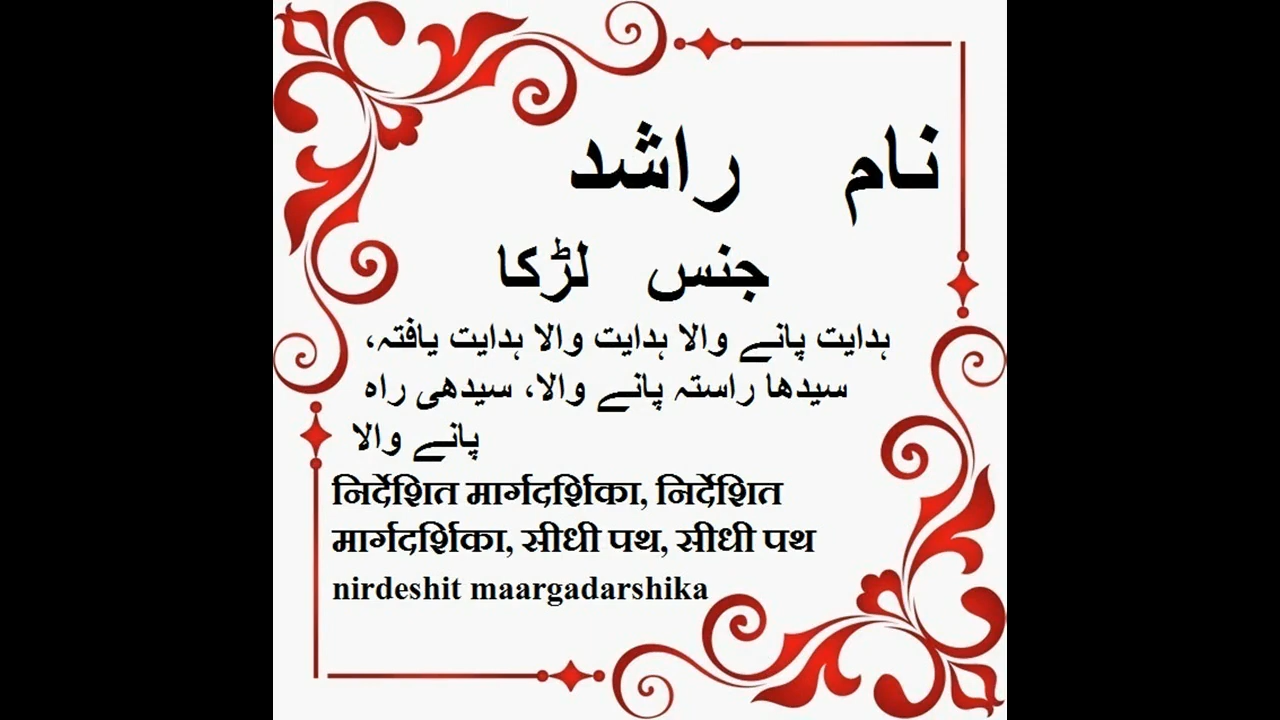 نام راشد
جنس لڑکا
ہدایت پانے والا ہدایت والا ہدایت یافتہ،
سیدھا راستہ پانے والا، سیدھی راہ
پانے والا
निर्देशित मार्गदर्शिका, निर्देशित
मार्गदर्शिका, सीधी पथ, सीधी पथ
nirdeshit maargadarshika